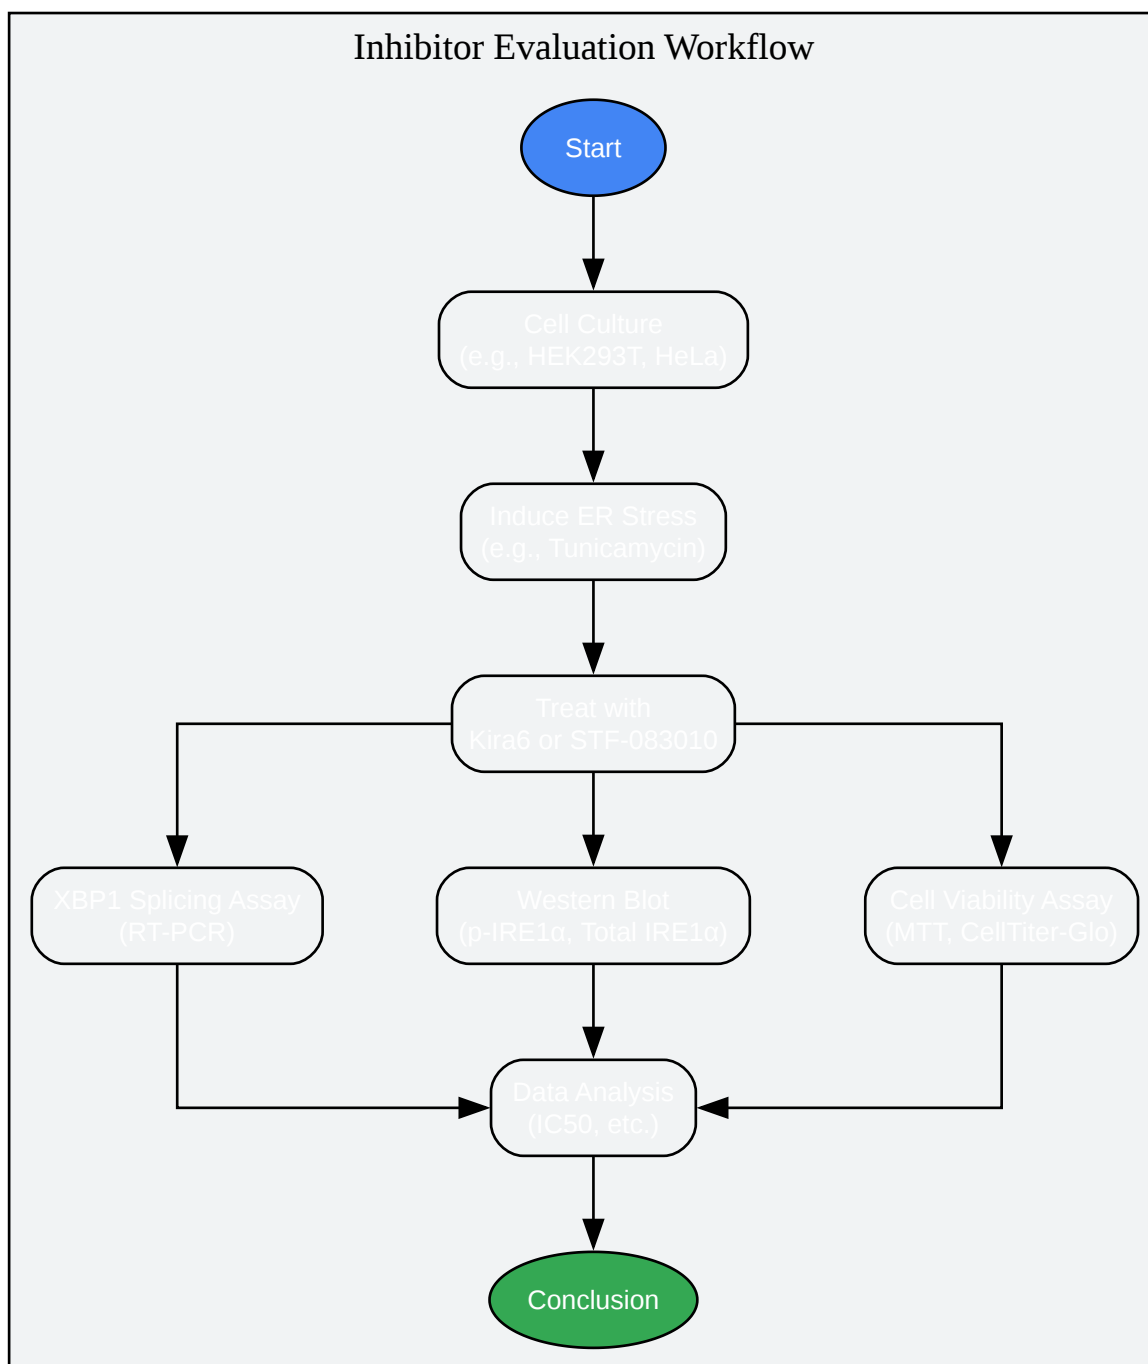 Inhibitor Evaluation Workflow
Start
Cell Culture
(e.g., HEK293T, HeLa)
Induce ER Stress
(e.g., Tunicamycin)
Treat with
Kira6 or STF-083010
XBP1 Splicing Assay
(RT-PCR)
Western Blot
(p-IRE1α, Total IRE1α)
Cell Viability Assay
(MTT, CellTiter-Glo)
Data Analysis
(IC50, etc.)
Conclusion